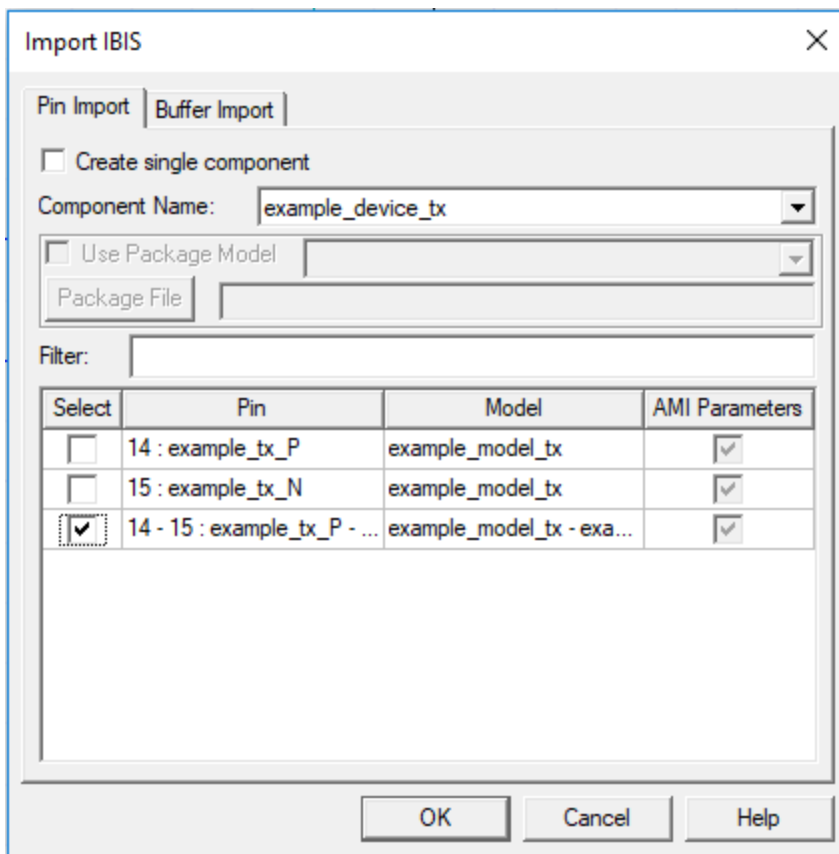 Import IBIS
Pin Import Buffer Import
Create single component
Component Name: example_device_tx
Use Package Model
Package File
Filter:
Select Pin Model AMI Parameters
14 : example_tx_P example_model_tx
15 : example_tx_N example_model_tx
14 - 15 : example_tx_P - ... example_model_tx - exa...
OK Cancel Help